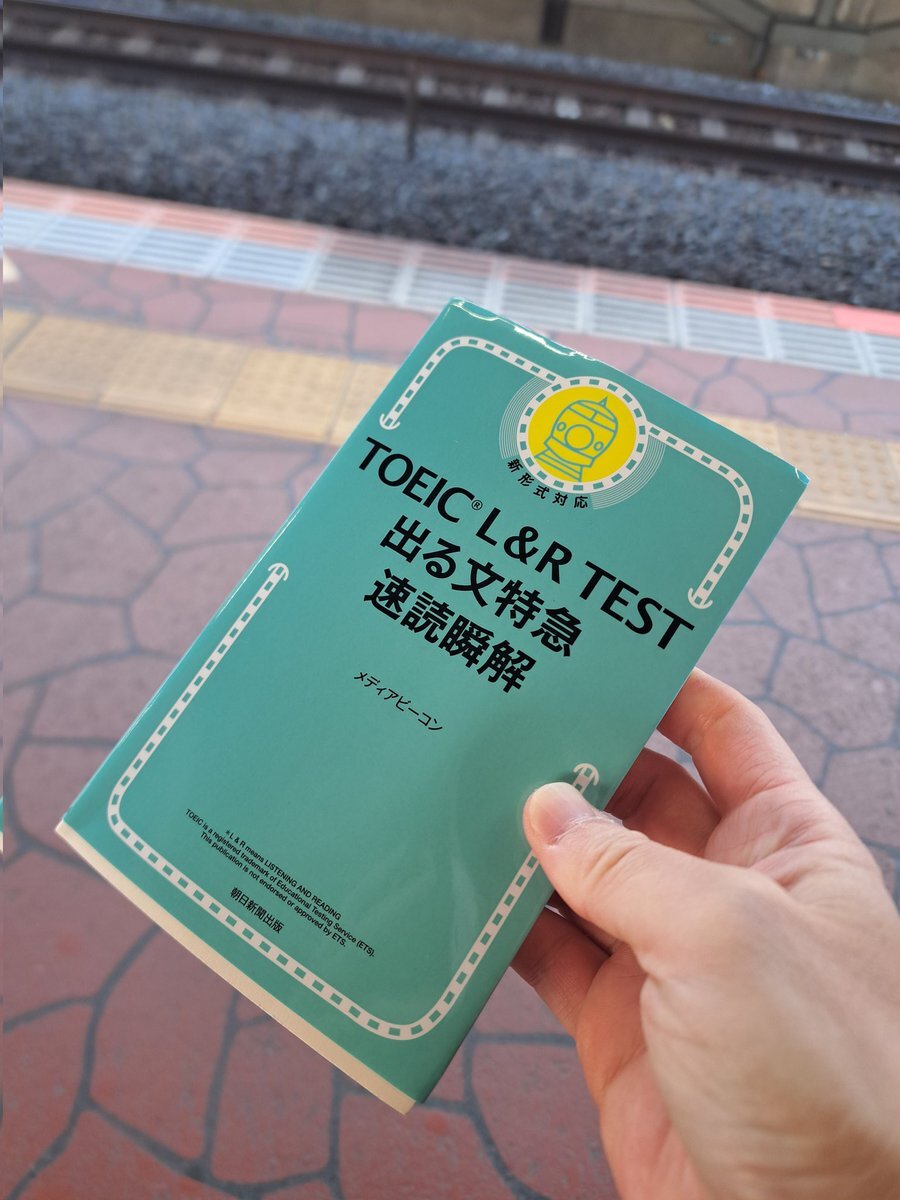 新形式対応
TOEIC® L&R TEST
出る文特急
速読瞬解
メディアビーコン
*L & R means LISTENING AND READING
TOEIC is a registered trademark of Educational Testing Service (ETS).
This publication is not endorsed or approved by ETS.
朝日新聞出版